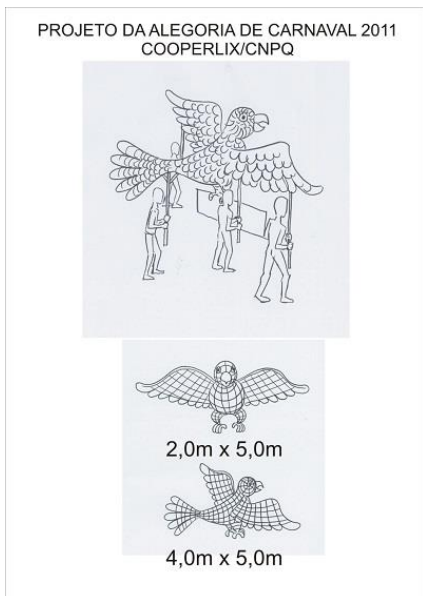 PROJETO DA ALEGORIA DE CARNAVAL 2011
COOPERLIX/CNPQ
2,0m x 5,0m
4,0m x 5,0m